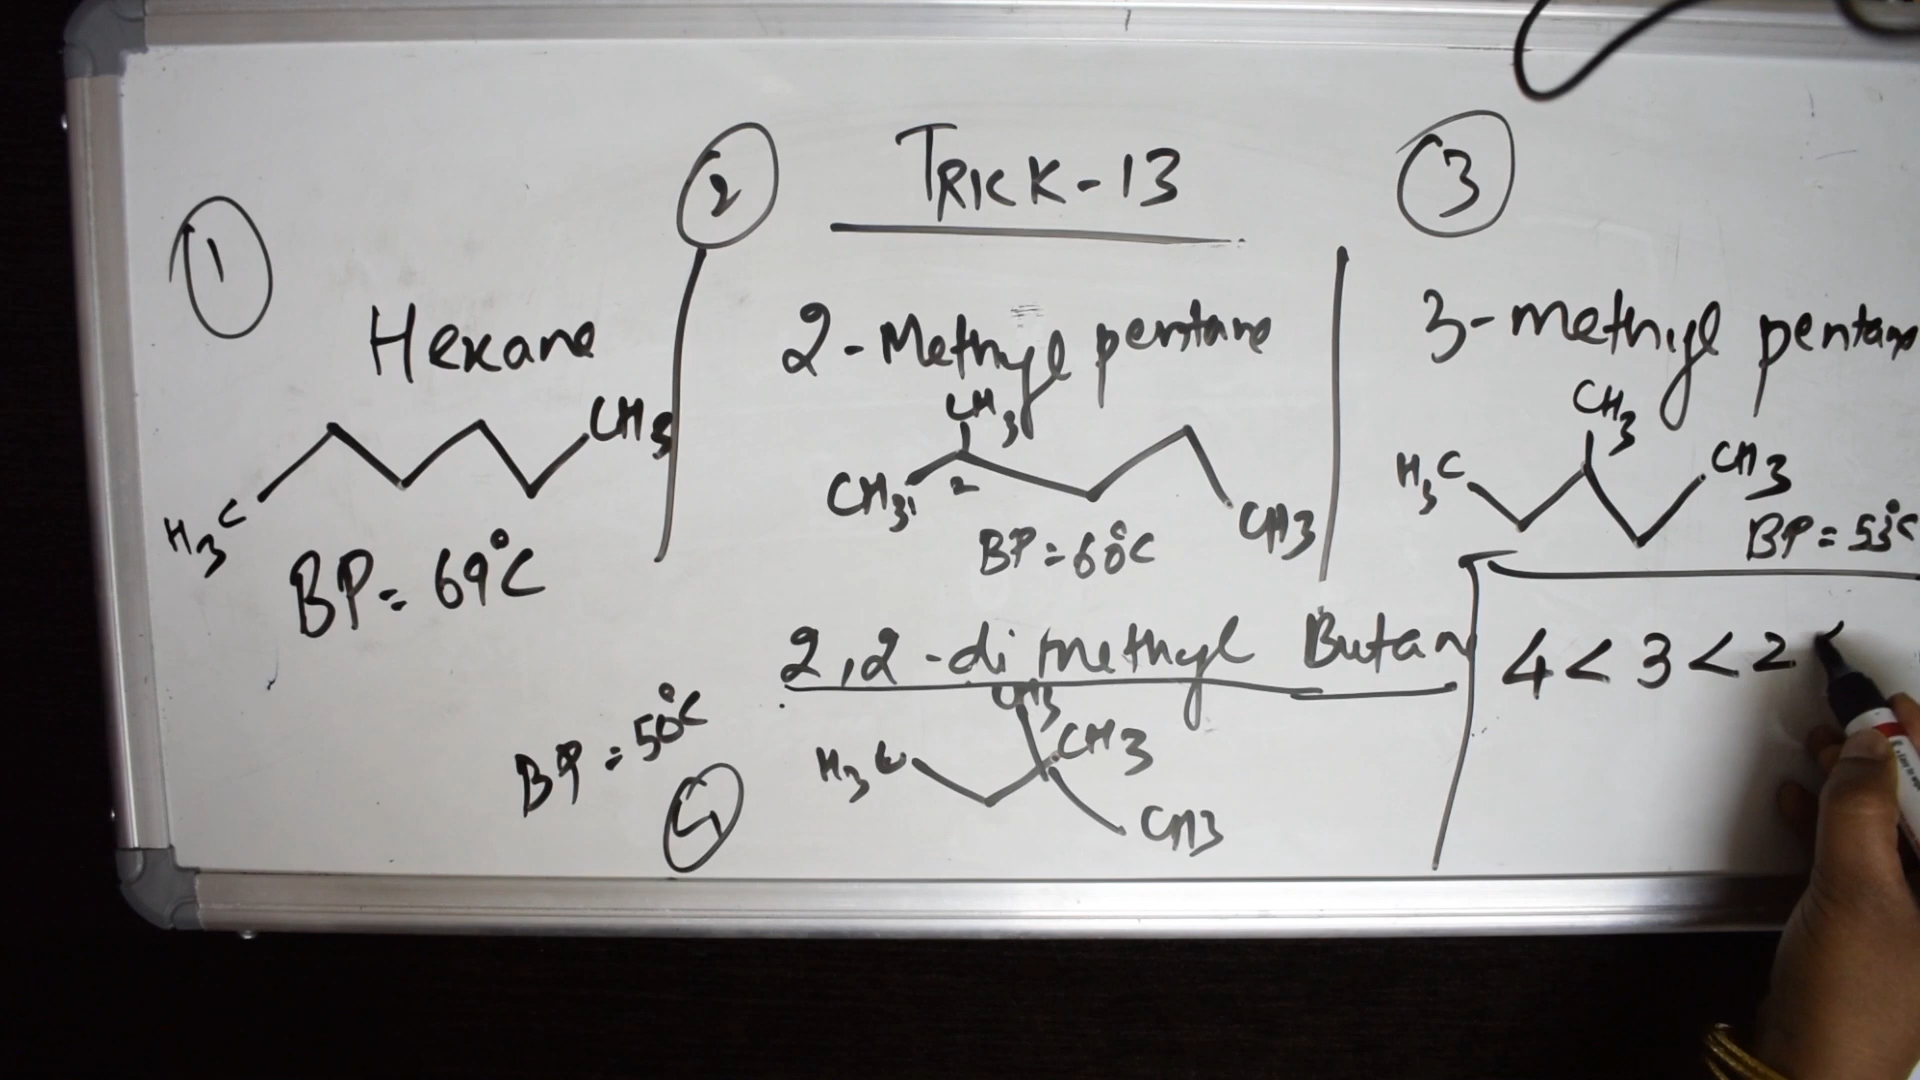 TRICK-13
1
Hexane
H3C
CH3
BP= 69°C
2
2-Methyl pentane
CH3
CH3
2
CH3
BP=60°C
3
3-methyl pentane
CH3
H3C
CH3
BP=53°C
2,2-dimethyl Butan
CH3
H3C
CH3
CH3
BP=50°C
4
4<3<2<